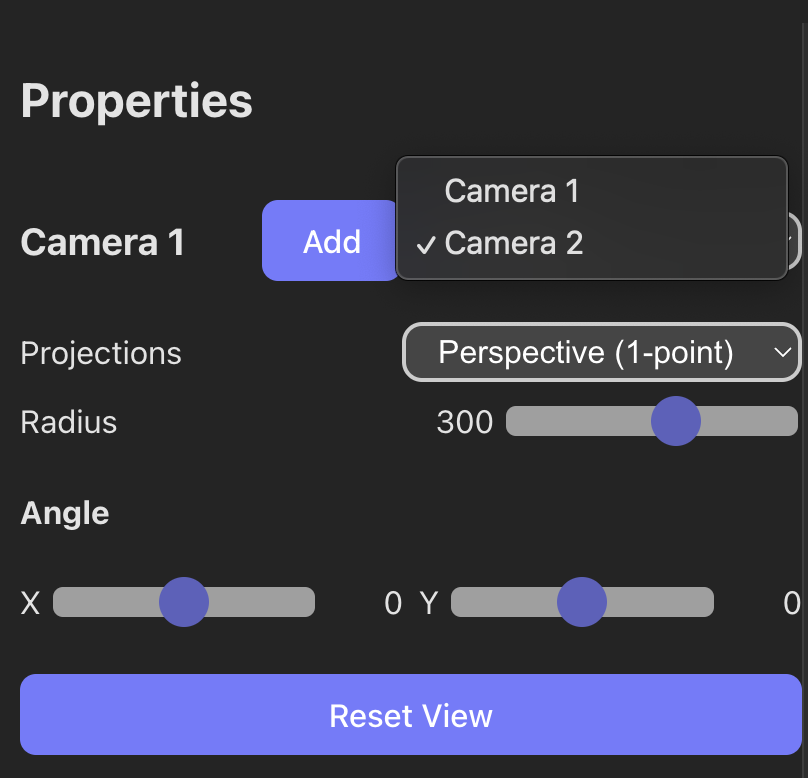 Properties
Camera 1 Add
Camera 1
✓ Camera 2
Projections Perspective (1-point)
Radius 300
Angle
X 0 Y 0
Reset View